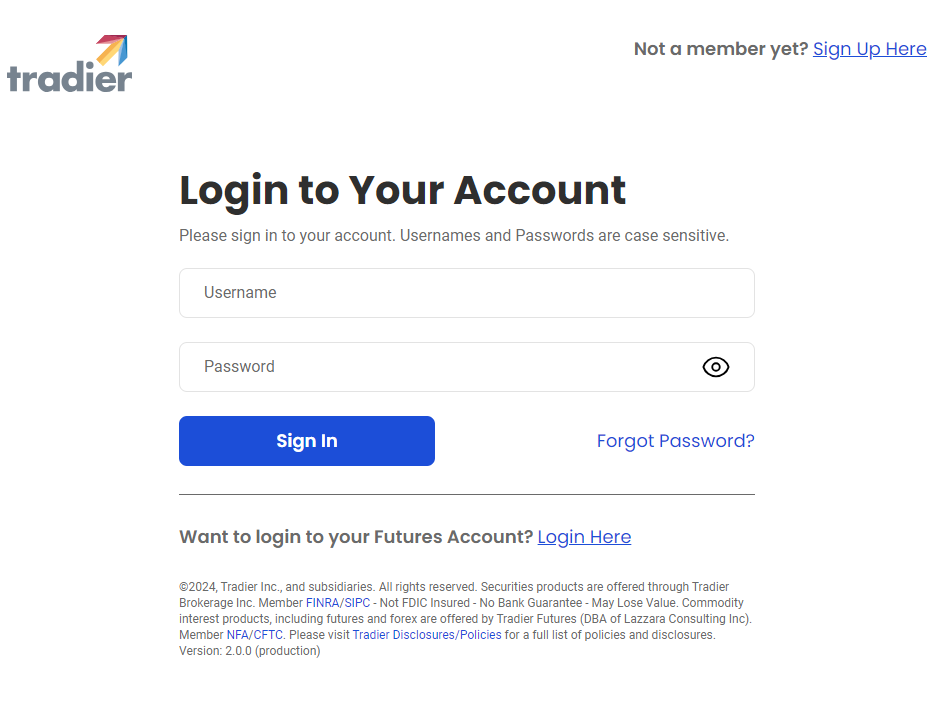 tradier
Not a member yet? Sign Up Here
Login to Your Account
Please sign in to your account. Usernames and Passwords are case sensitive.
Username
Password
Sign In
Forgot Password?
Want to login to your Futures Account? Login Here
©2024, Tradier Inc., and subsidiaries. All rights reserved. Securities products are offered through Tradier
Brokerage Inc. Member FINRA/SIPC - Not FDIC Insured - No Bank Guarantee - May Lose Value. Commodity
interest products, including futures and forex are offered by Tradier Futures (DBA of Lazzara Consulting Inc).
Member NFA/CFTC. Please visit Tradier Disclosures/Policies for a full list of policies and disclosures.
Version: 2.0.0 (production)